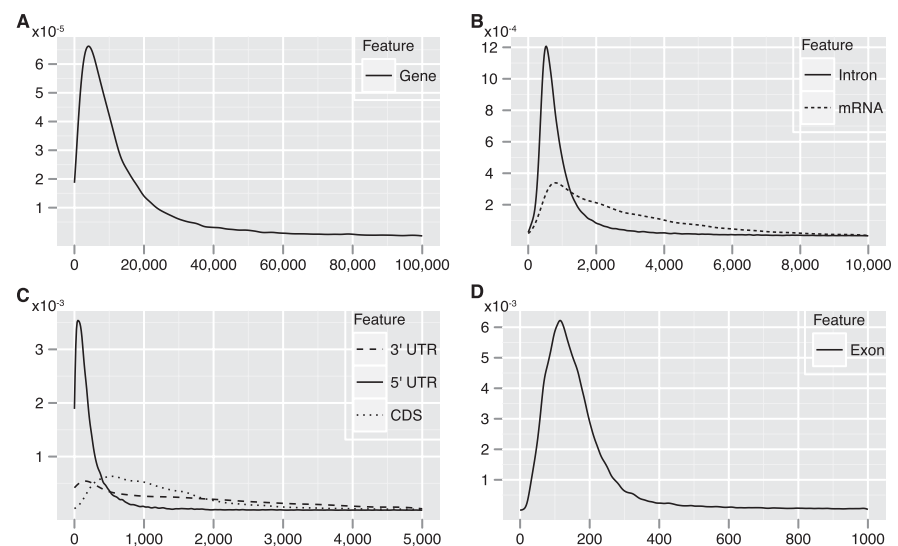 A
x10-5
Feature
Gene
6
5
4
3
2
1
0 20,000 40,000 60,000 80,000 100,000
B
x10-4
Feature
Intron
mRNA
12
10
8
6
4
2
0 2,000 4,000 6,000 8,000 10,000
C
x10-3
Feature
3' UTR
5' UTR
CDS
3
2
1
0 1,000 2,000 3,000 4,000 5,000
D
x10-3
Feature
Exon
6
5
4
3
2
1
0 200 400 600 800 1000